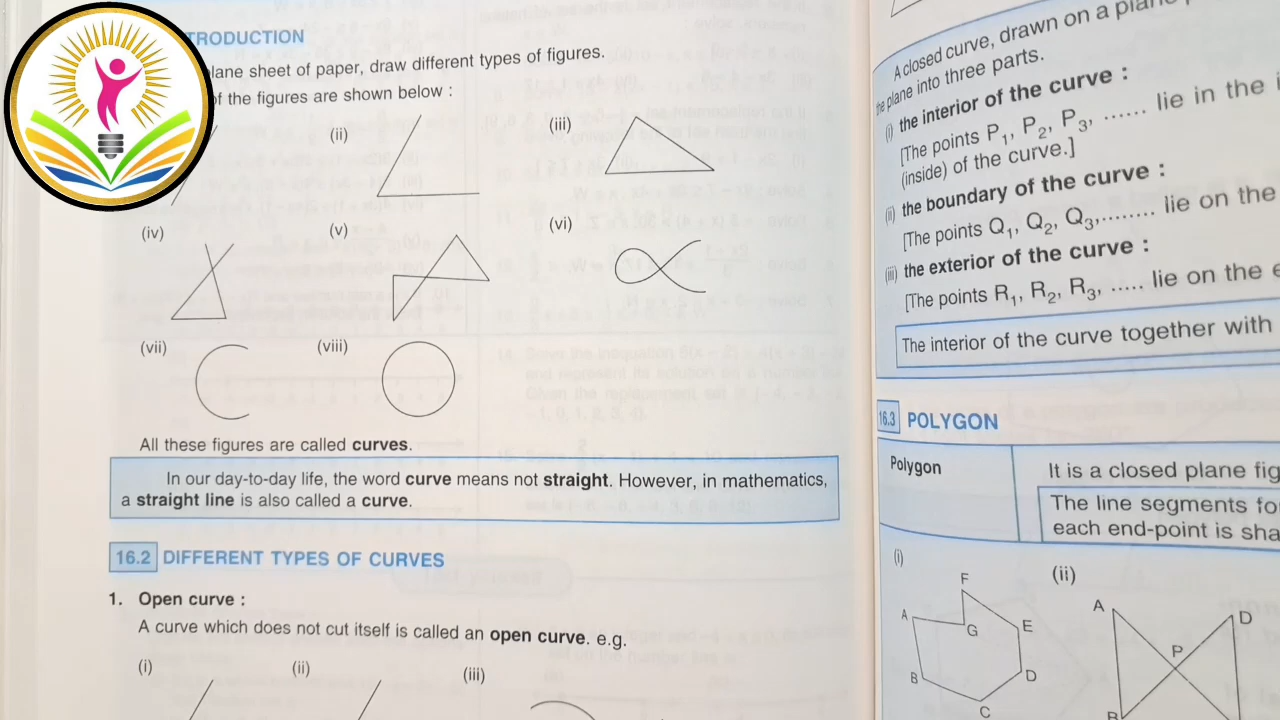 TRODUCTION
lane sheet of paper, draw different types of figures.
of the figures are shown below :
(ii)
(iii)
(iv)
(v)
(vi)
(vii)
(viii)
All these figures are called curves.
In our day-to-day life, the word curve means not straight. However, in mathematics,
a straight line is also called a curve.
16.2 DIFFERENT TYPES OF CURVES
1. Open curve :
A curve which does not cut itself is called an open curve. e.g.
(i) (ii) (iii)
A closed curve, drawn on a plane
the plane into three parts.
(i) the interior of the curve :
[The points P1, P2, P3, ...... lie in the i
(inside) of the curve.]
(ii) the boundary of the curve :
[The points Q1, Q2, Q3,........ lie on the
(iii) the exterior of the curve :
[The points R1, R2, R3, ..... lie on the e
The interior of the curve together with
16.3 POLYGON
Polygon
It is a closed plane fig
The line segments fo
each end-point is sha
(i)
(ii)
F
A
G
E
B
D
C
A
D
P
B